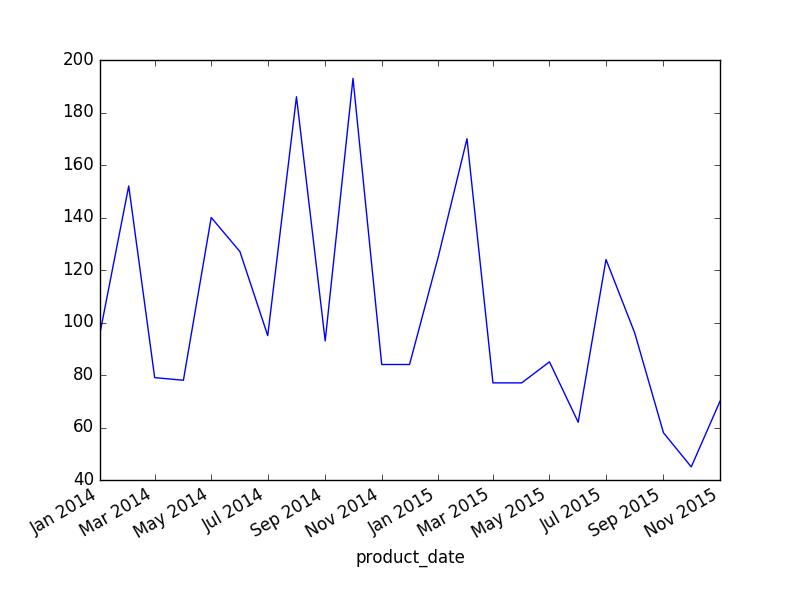 200
180
160
140
120
100
80
60
40
Jan 2014
Mar 2014
May 2014
Jul 2014
Sep 2014
Nov 2014
Jan 2015
Mar 2015
May 2015
Jul 2015
Sep 2015
Nov 2015
product_date